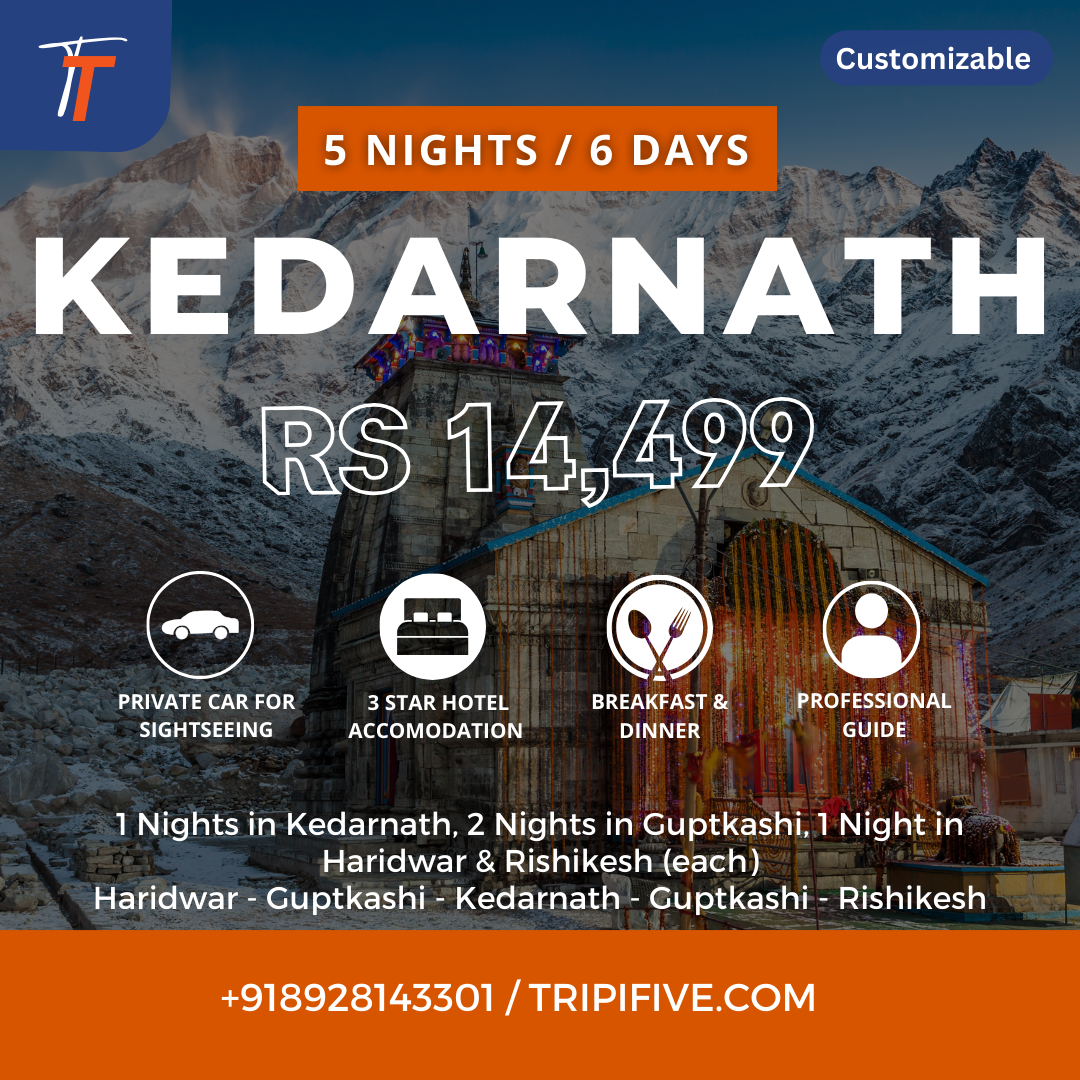 TT
Customizable
5 NIGHTS / 6 DAYS
KEDARNATH
RS 14,499
PRIVATE CAR FOR
SIGHTSEEING
3 STAR HOTEL
ACCOMODATION
BREAKFAST &
DINNER
PROFESSIONAL
GUIDE
1 Nights in Kedarnath, 2 Nights in Guptkashi, 1 Night in
Haridwar & Rishikesh (each)
Haridwar - Guptkashi - Kedarnath - Guptkashi - Rishikesh
+918928143301 / TRIPIFIVE.COM